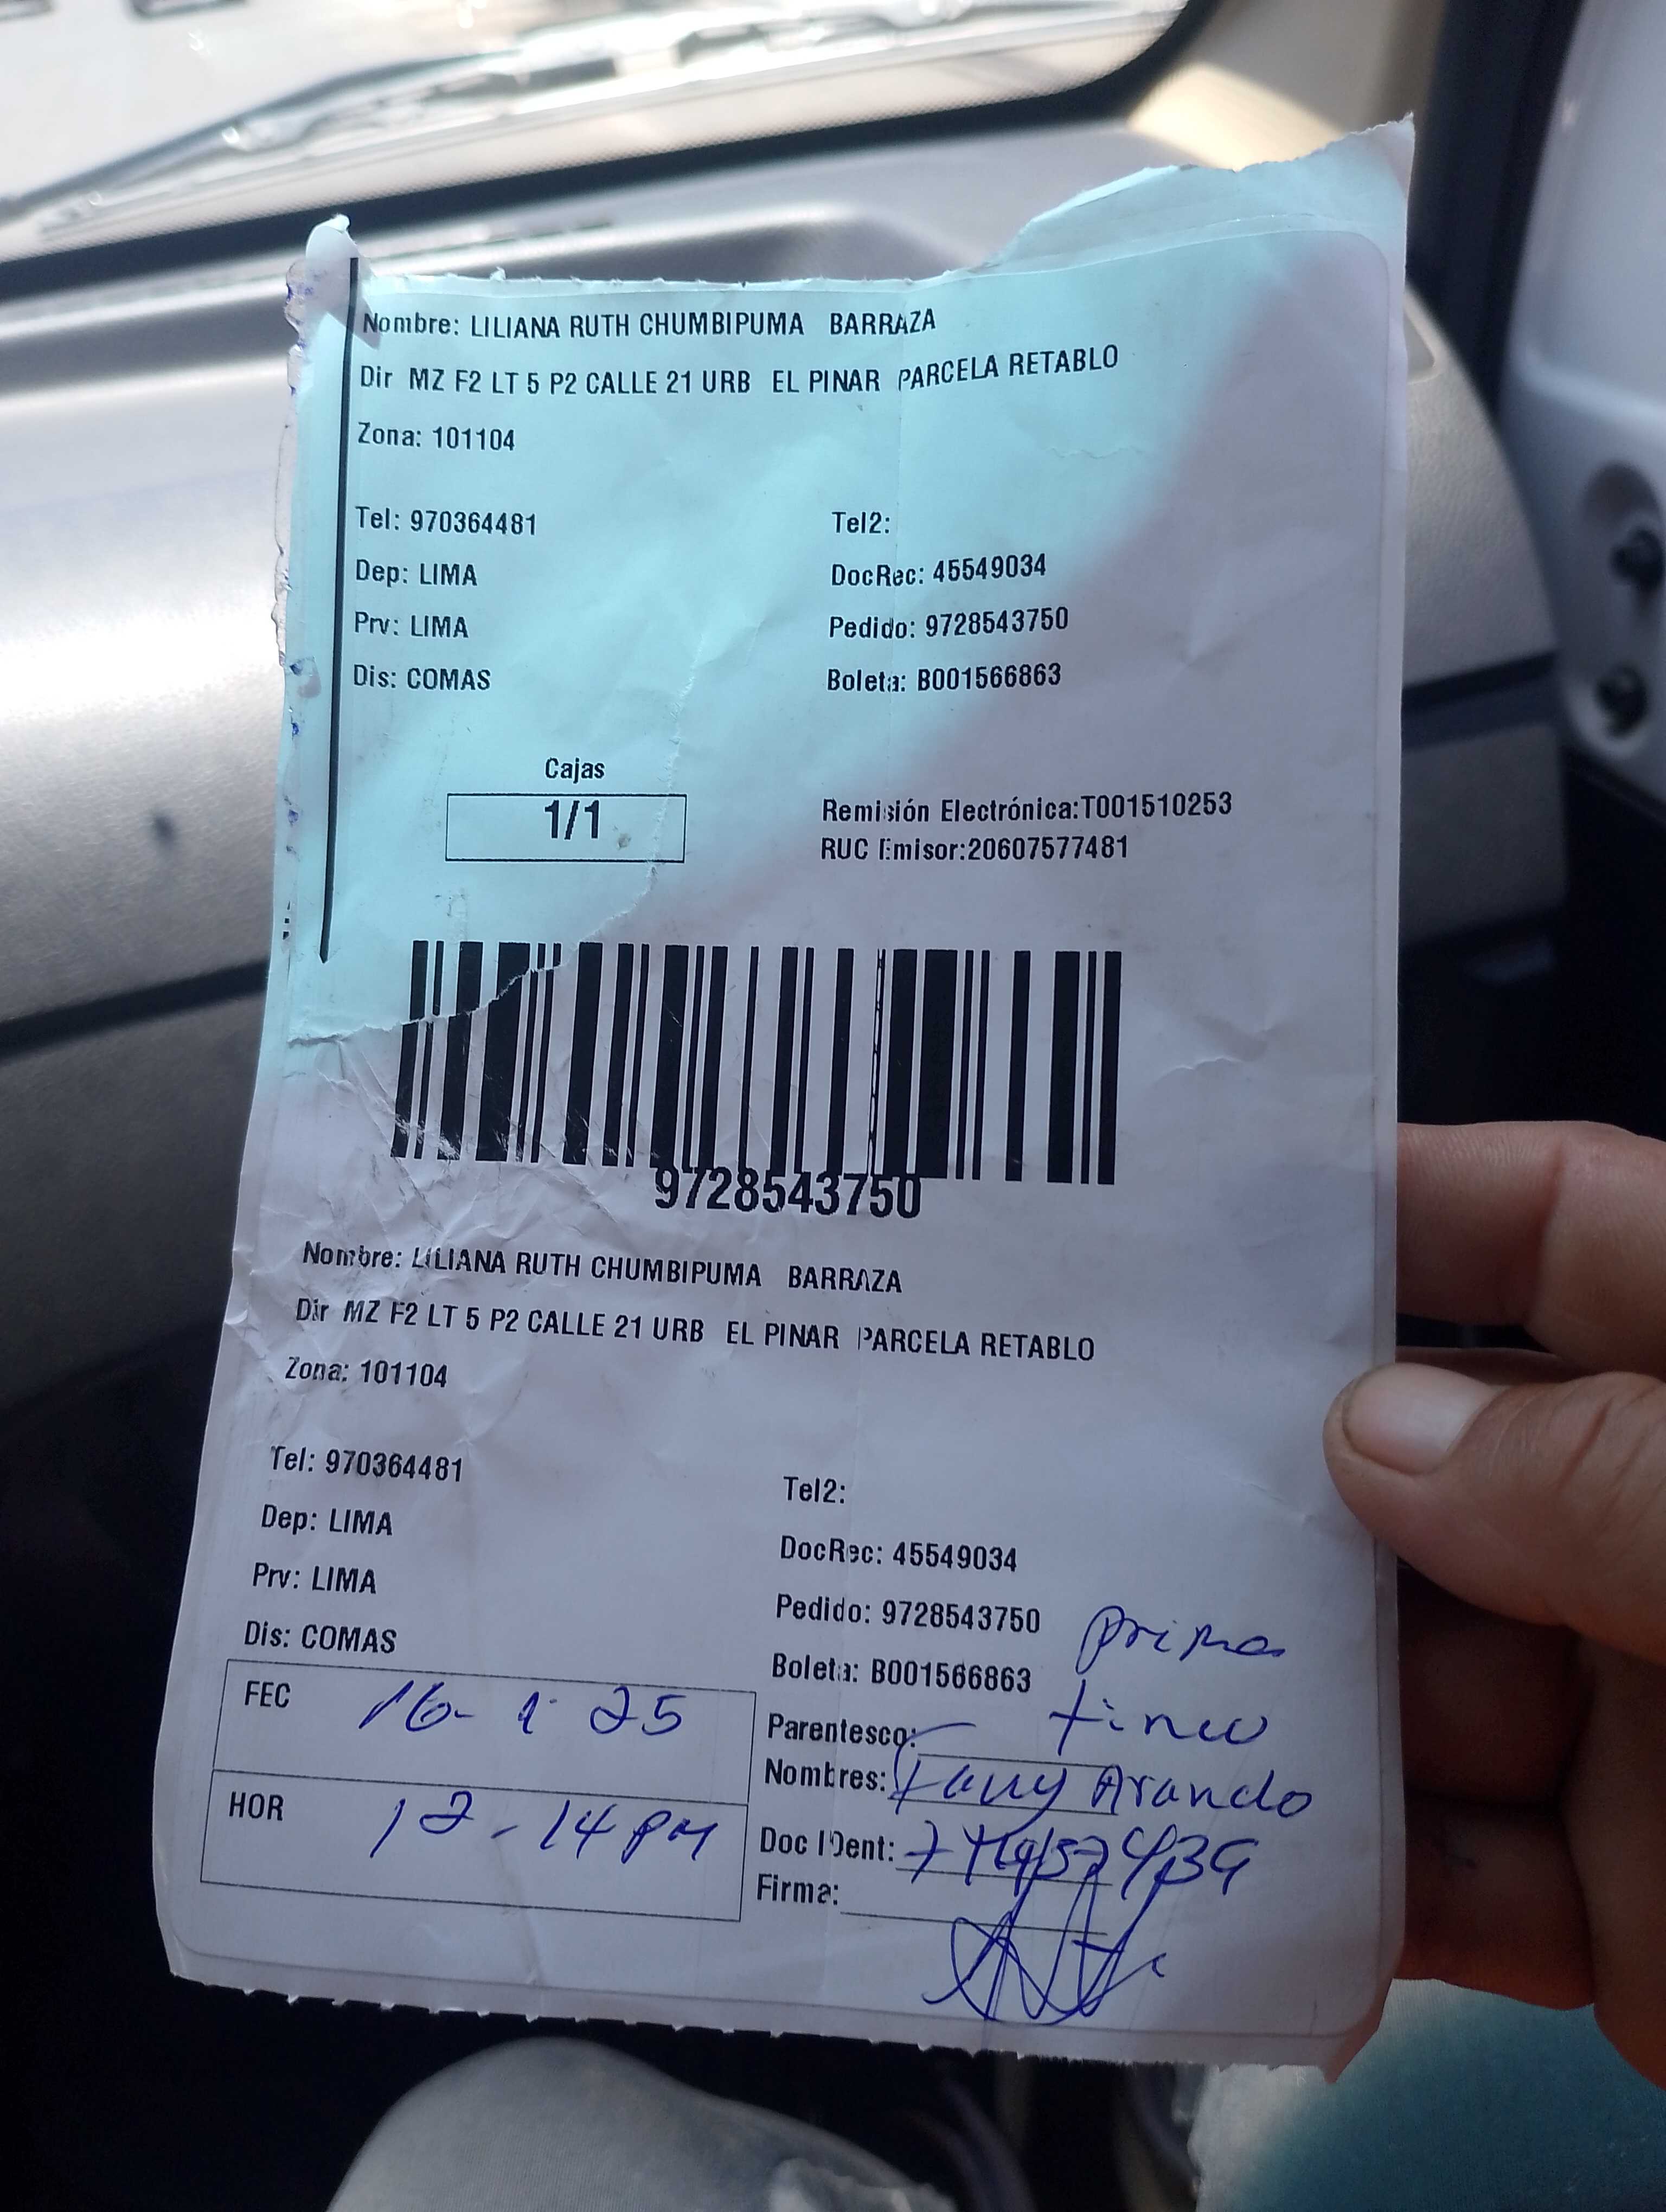 Nombre: LILIANA RUTH CHUMBIPUMA BARRAZA
Dir MZ F2 LT 5 P2 CALLE 21 URB EL PINAR PARCELA RETABLO
Zona: 101104
Tel: 970364481 Tel2:
Dep: LIMA DocRec: 45549034
Prv: LIMA Pedido: 9728543750
Dis: COMAS Boleta: B001566863
Cajas
1/1
Remisión Electrónica:T001510253
RUC Emisor:20607577481
9728543750
Nombre: LILIANA RUTH CHUMBIPUMA BARRAZA
Dir MZ F2 LT 5 P2 CALLE 21 URB EL PINAR PARCELA RETABLO
Zona: 101104
Tel: 970364481 Tel2:
Dep: LIMA DocRec: 45549034
Prv: LIMA Pedido: 9728543750
Dis: COMAS Boleta: B001566863
FEC 16-1-25
HOR 12-14 PM
Parentesco:
Nombres:
Doc IDent:
Firma: